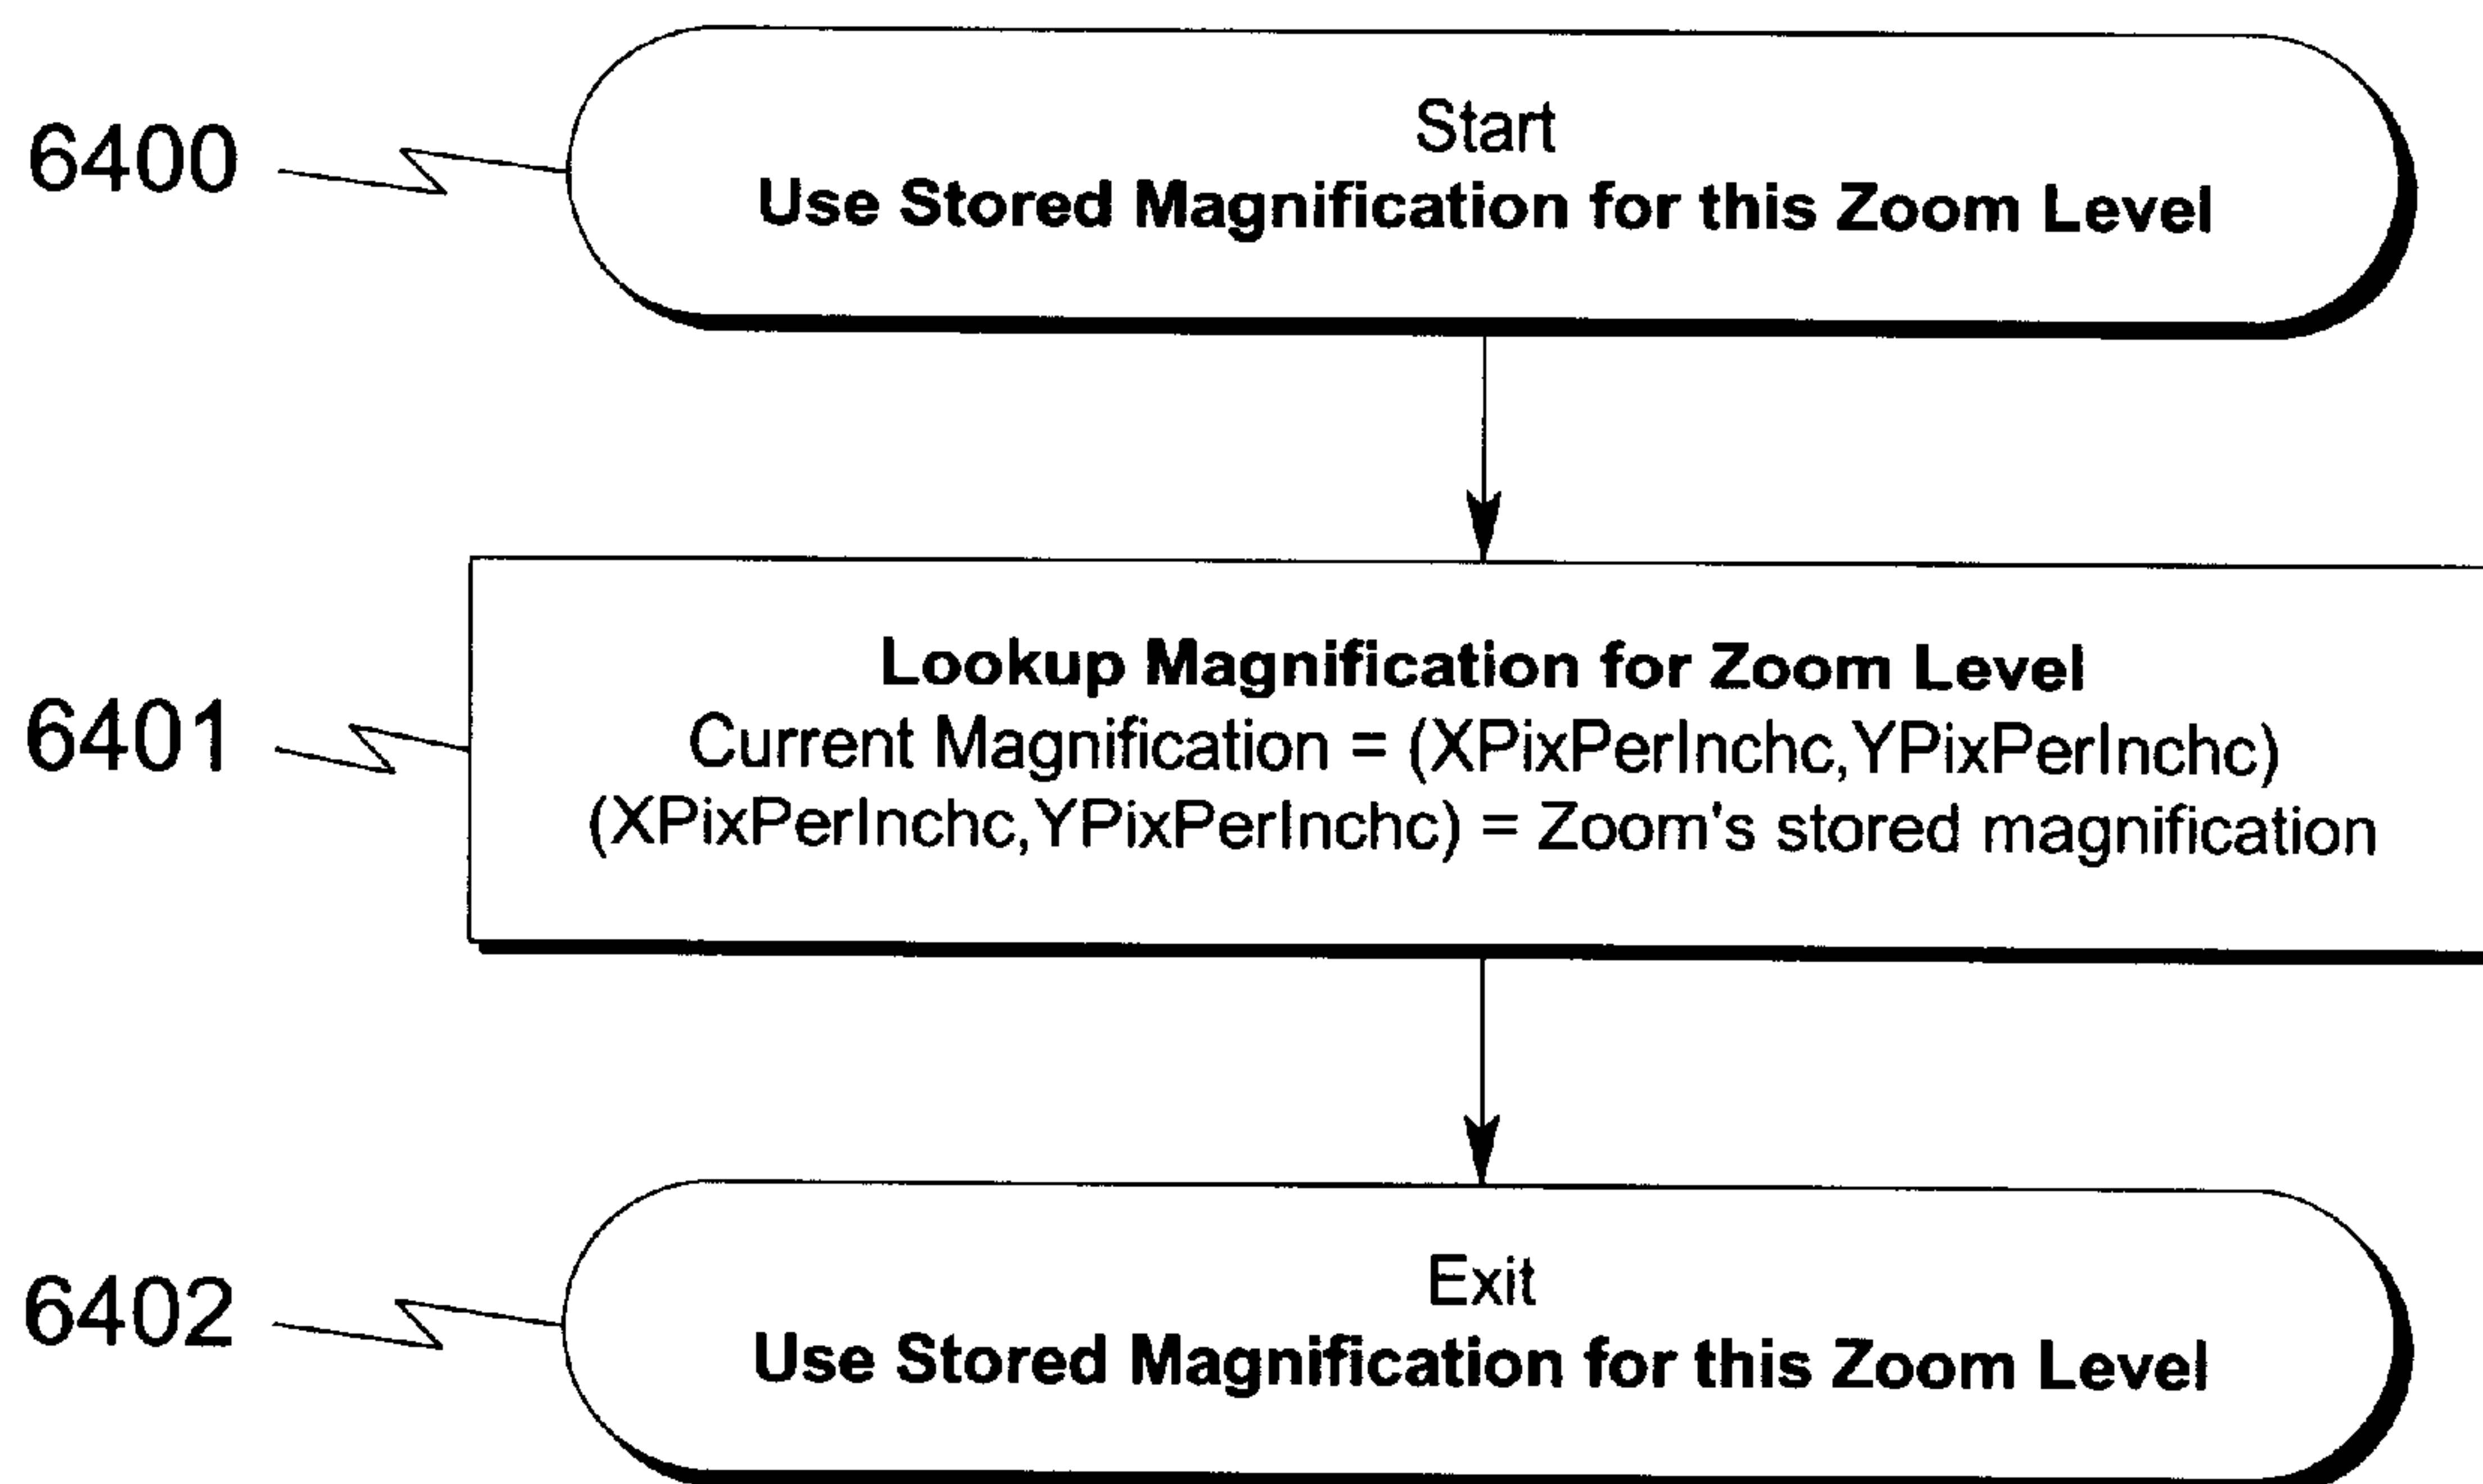 6400
Start
Use Stored Magnification for this Zoom Level
6401
Lookup Magnification for Zoom Level
Current Magnification = (XPixPerInchc,YPixPerInchc)
(XPixPerInchc,YPixPerInchc) = Zoom's stored magnification
6402
Exit
Use Stored Magnification for this Zoom Level